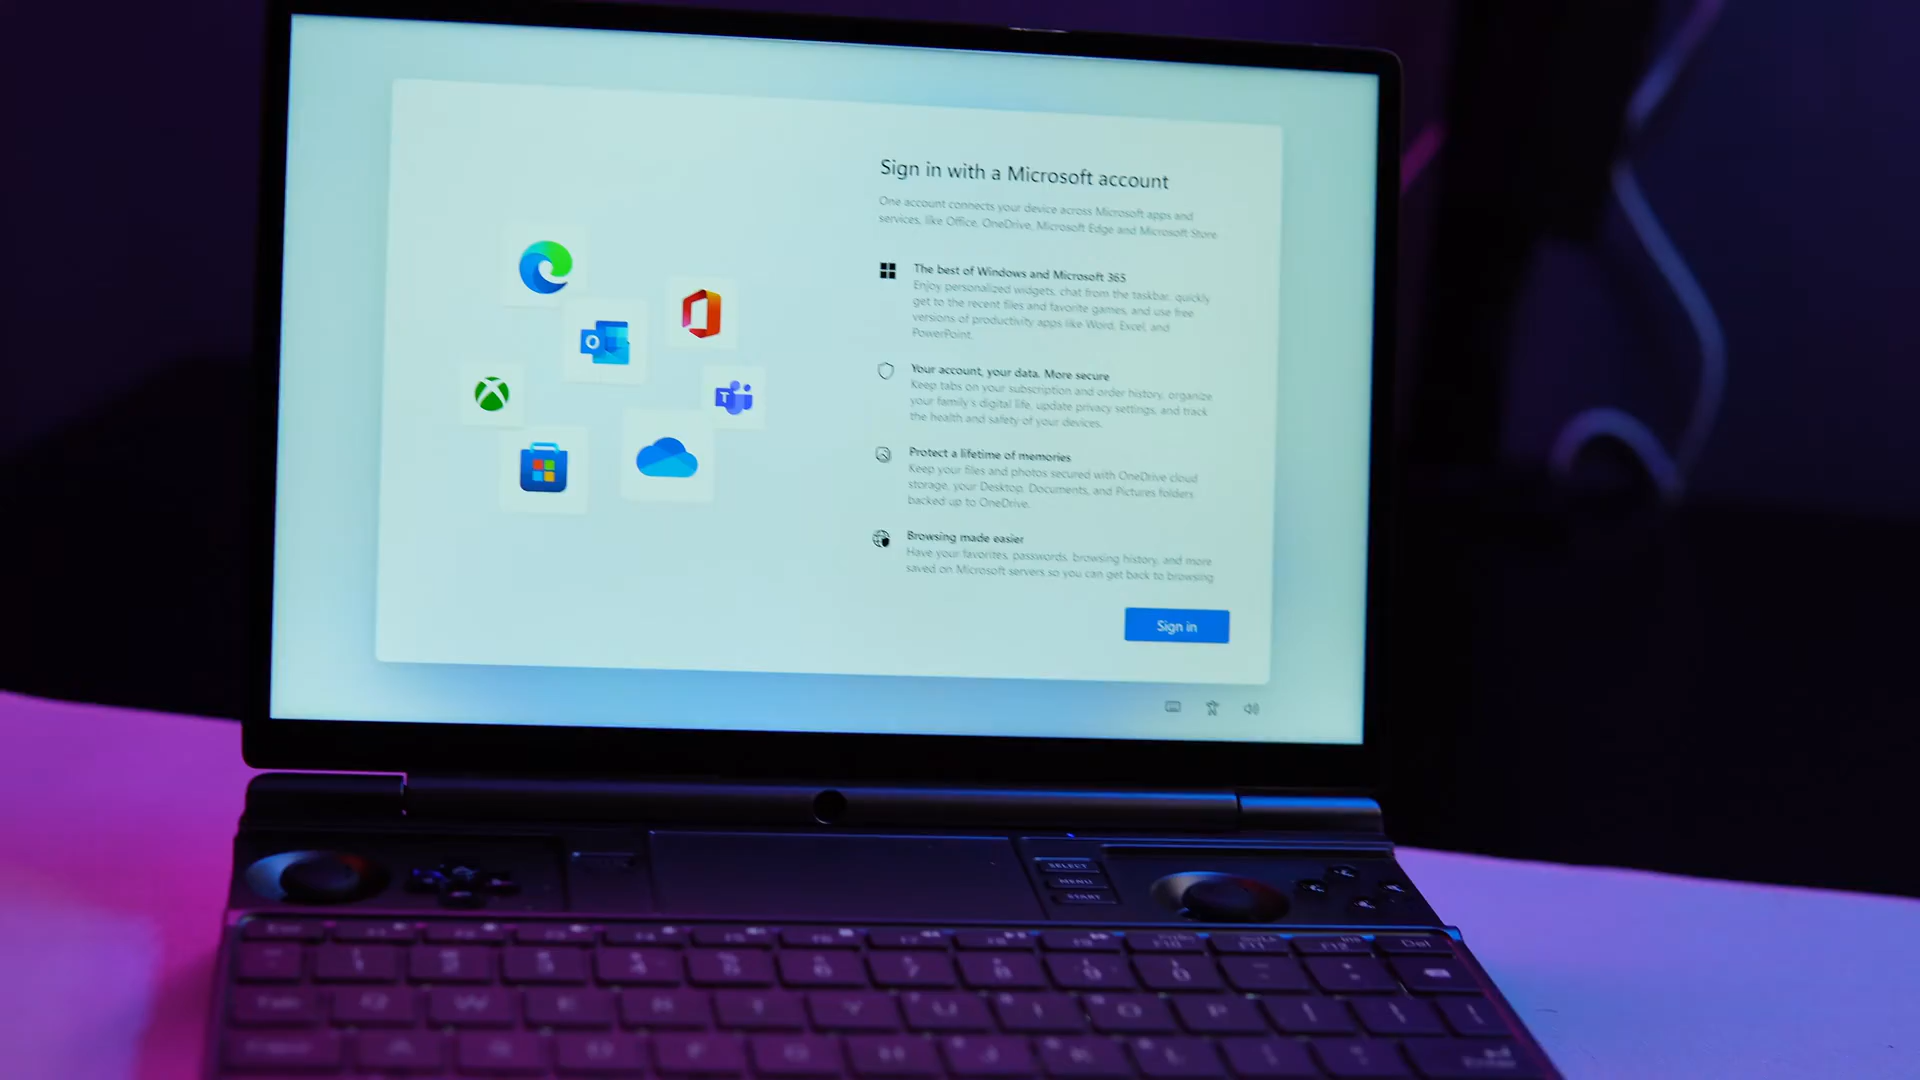 Sign in with a Microsoft account
One account connects your device across Microsoft apps and
services, like Office, OneDrive, Microsoft Edge and Microsoft Store.
The best of Windows and Microsoft 365
Enjoy personalized widgets, chat from the taskbar, quickly
get to the recent files and favorite games, and use free
versions of productivity apps like Word, Excel, and
PowerPoint.
Your account, your data. More secure
Keep tabs on your subscription and order history, organize
your family's digital life, update privacy settings, and track
the health and safety of your devices.
Protect a lifetime of memories
Keep your files and photos secured with OneDrive cloud
storage, your Desktop, Documents, and Pictures folders
backed up to OneDrive.
Browsing made easier
Have your favorites, passwords, browsing history, and more
saved on Microsoft servers so you can get back to browsing
Sign in
SELECT
MENU
START